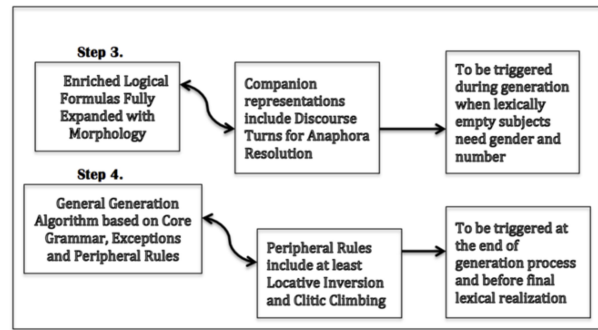 Step 3.
Enriched Logical
Formulas Fully
Expanded with
Morphology
Companion
representations
include Discourse
Turns for Anaphora
Resolution
To be triggered
during generation
when lexically
empty subjects
need gender and
number
Step 4.
General Generation
Algorithm based on Core
Grammar, Exceptions
and Peripheral Rules
Peripheral Rules
include at least
Locative Inversion
and Clitic Climbing
To be triggered at
the end of
generation process
and before final
lexical realization